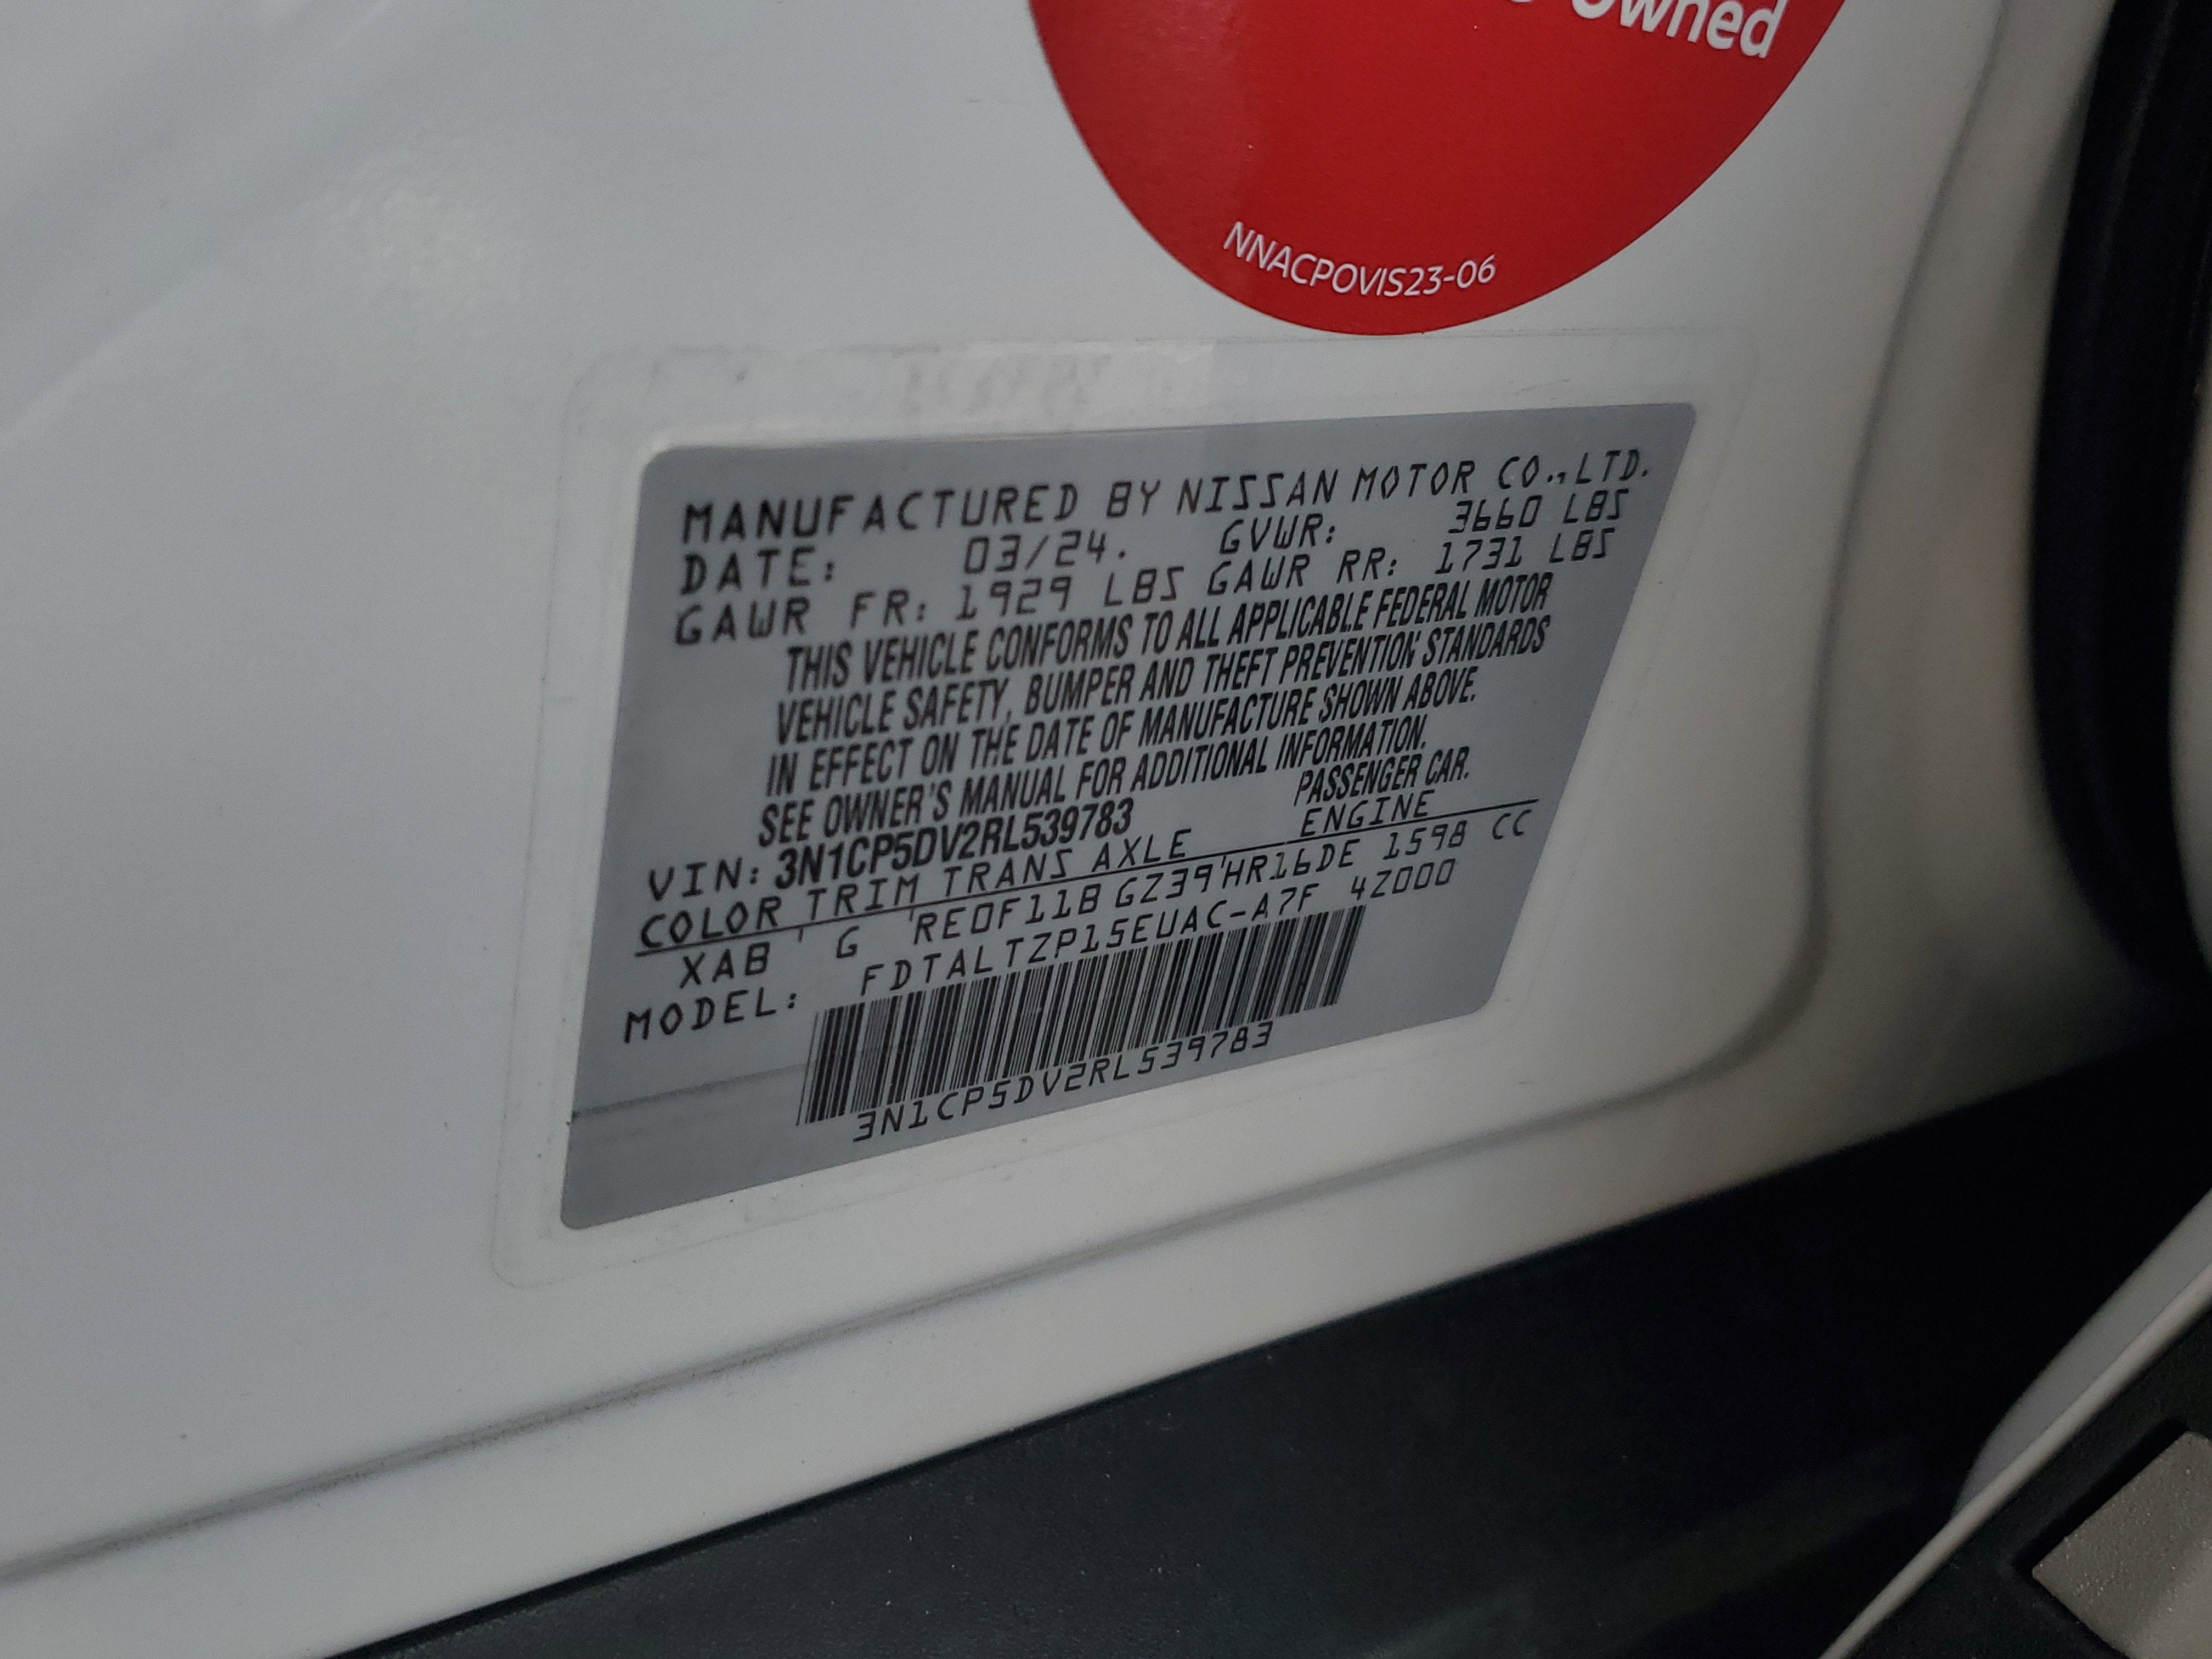 Owned
NNACPOVIS23-06
MANUFACTURED BY NISSAN MOTOR CO.,LTD.
DATE: 03/24. GVWR: 3660 LBS
GAWR FR: 1929 LBS GAWR RR: 1731 LBS
THIS VEHICLE CONFORMS TO ALL APPLICABLE FEDERAL MOTOR
VEHICLE SAFETY, BUMPER AND THEFT PREVENTION STANDARDS
IN EFFECT ON THE DATE OF MANUFACTURE SHOWN ABOVE.
SEE OWNER'S MANUAL FOR ADDITIONAL INFORMATION.
VIN: 3N1CP5DV2RL539783 PASSENGER CAR.
COLOR TRIM TRANS AXLE ENGINE
XAB ' G 'RE0F11B GZ39'HR16DE 1598 CC
MODEL: FDTALTZP15EUAC-A7F 4Z000
3N1CP5DV2RL539783